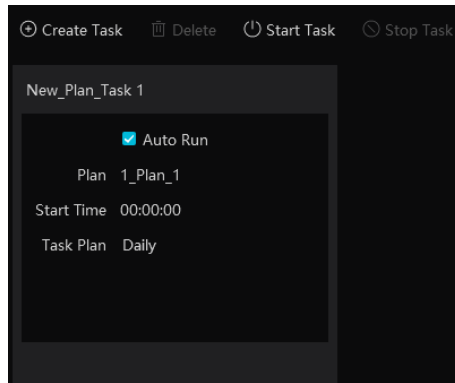 Create Task Delete Start Task Stop Task
New_Plan_Task 1
Auto Run
Plan 1_Plan_1
Start Time 00:00:00
Task Plan Daily